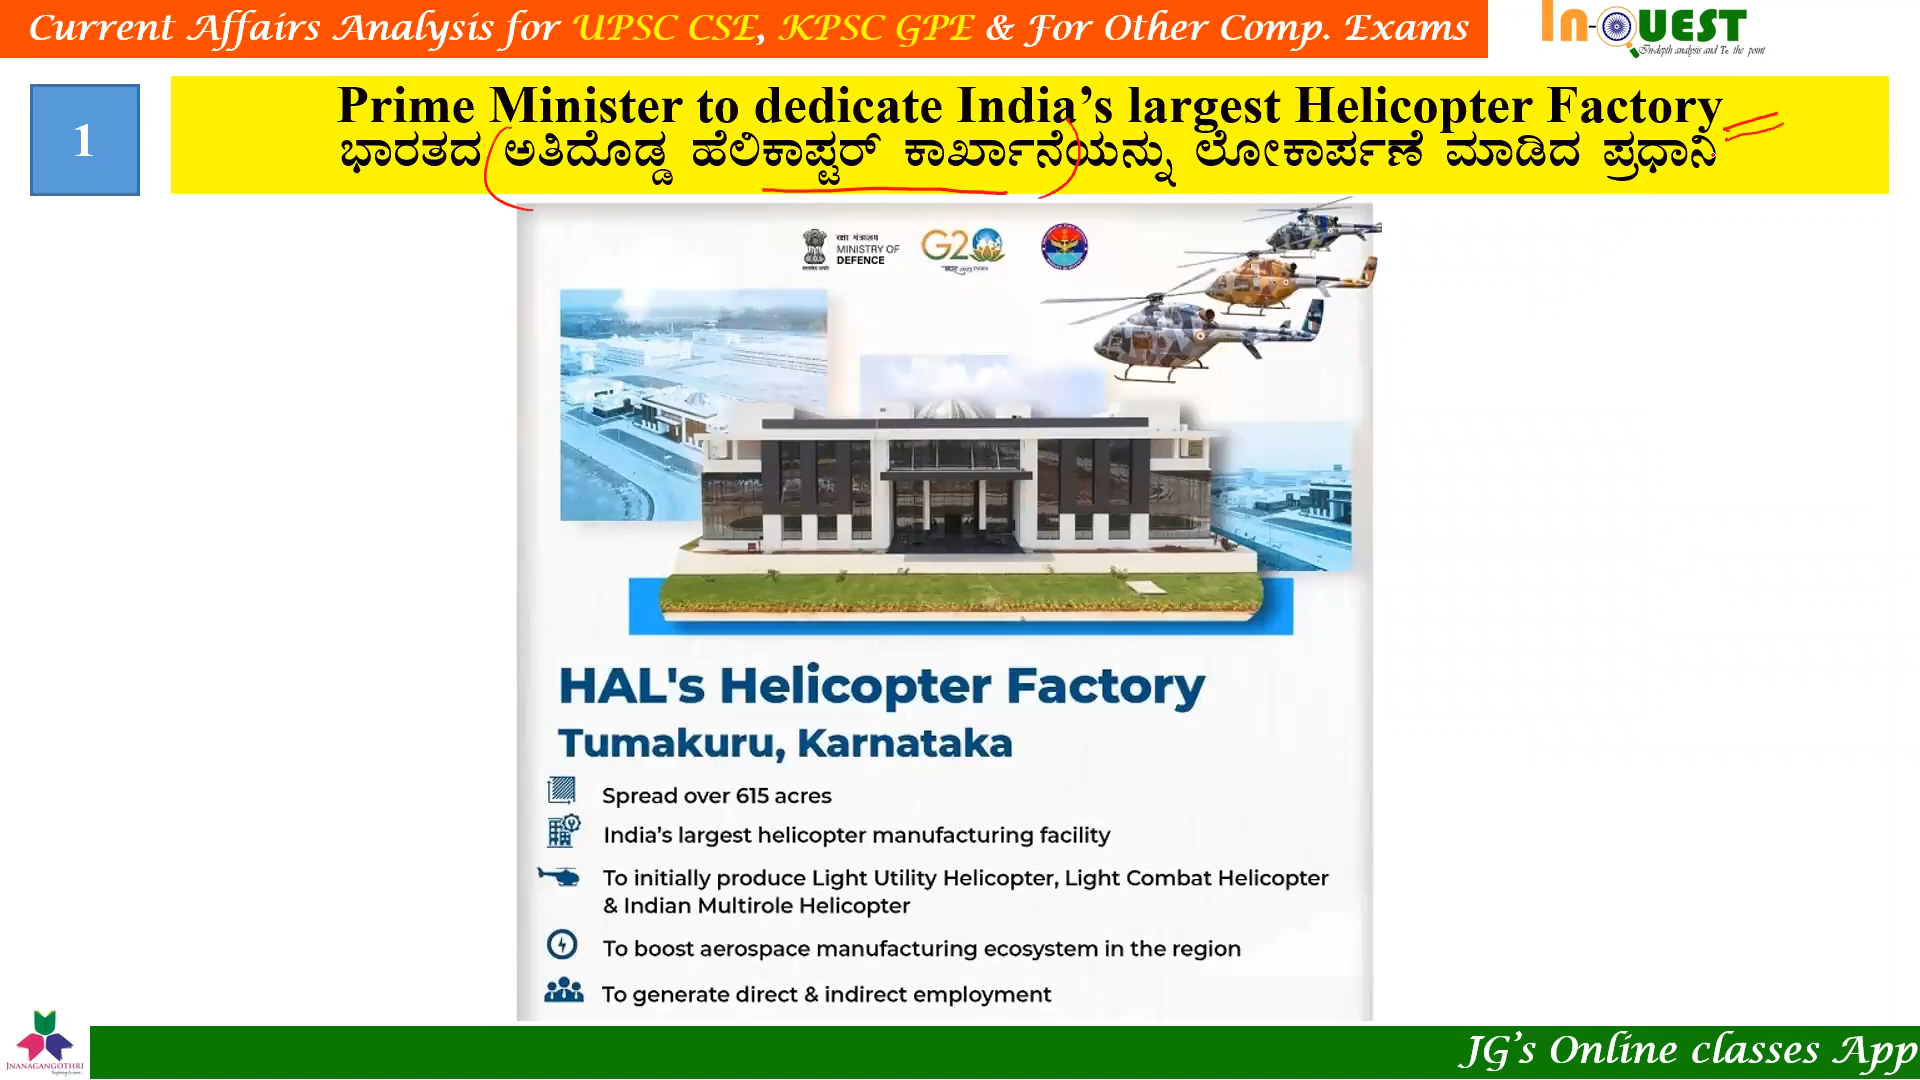 Current Affairs Analysis for UPSC CSE, KPSC GPE & For Other Comp. Exams
In-QUEST
In-depth analysis and To the point
1
Prime Minister to dedicate India's largest Helicopter Factory
ಭಾರತದ ಅತಿದೊಡ್ಡ ಹೆಲಿಕಾಪ್ಟರ್ ಕಾರ್ಖಾನೆಯನ್ನು ಲೋಕಾರ್ಪಣೆ ಮಾಡಿದ ಪ್ರಧಾನಿ
रक्षा मंत्रालय
MINISTRY OF
DEFENCE
G20
HAL's Helicopter Factory
Tumakuru, Karnataka
Spread over 615 acres
India's largest helicopter manufacturing facility
To initially produce Light Utility Helicopter, Light Combat Helicopter
& Indian Multirole Helicopter
To boost aerospace manufacturing ecosystem in the region
To generate direct & indirect employment
JNANAGANGOTHRI
JG's Online classes App